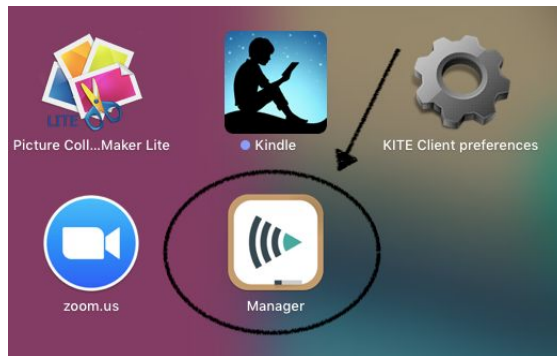 LITE
Picture Coll...Maker Lite
Kindle
KITE Client preferences
zoom.us
Manager